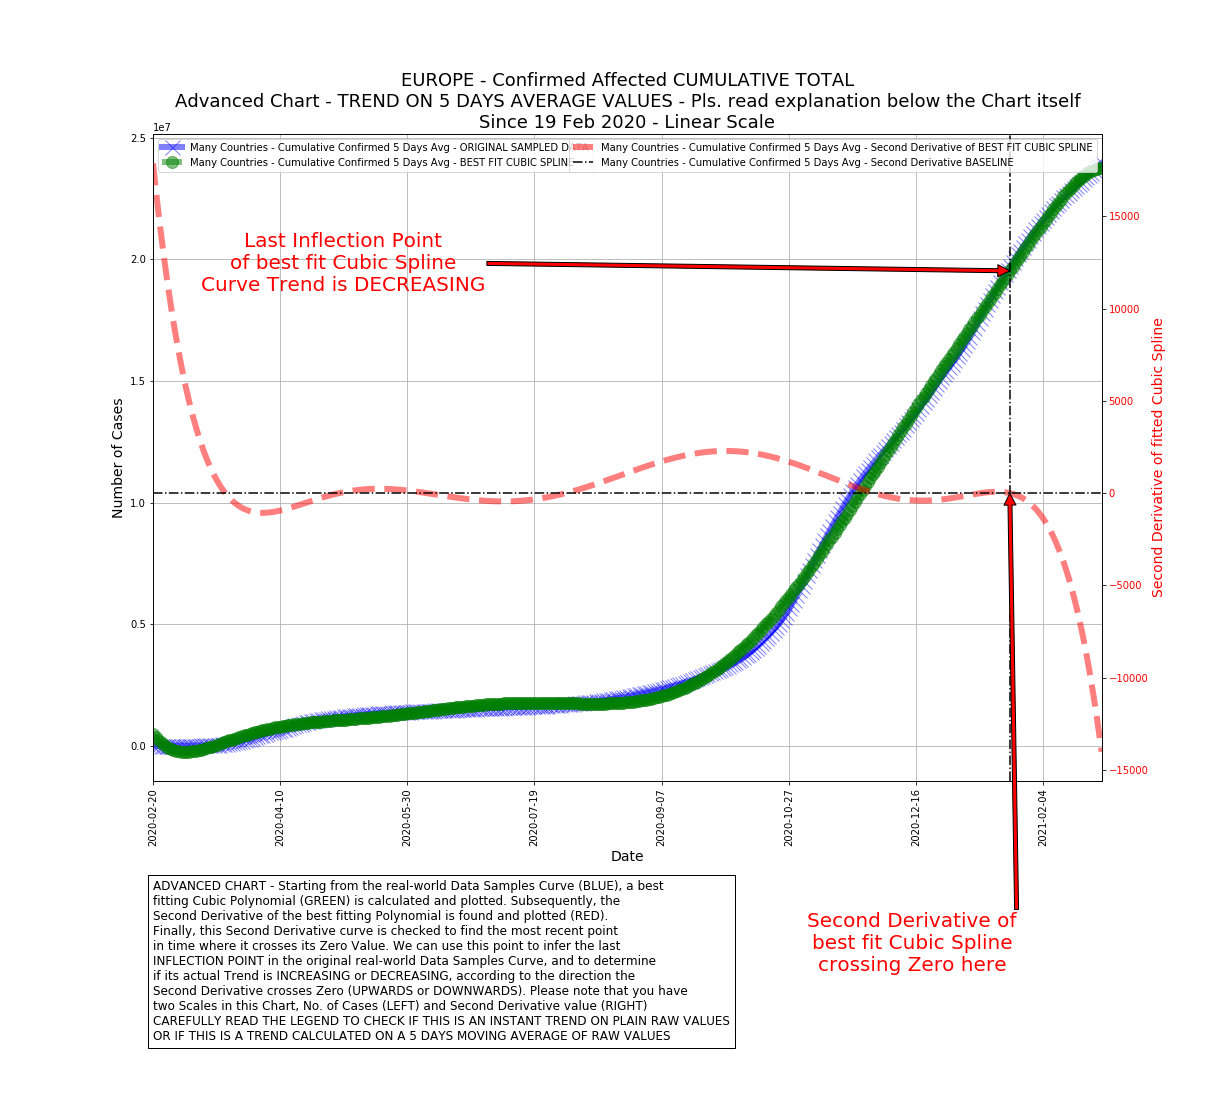 EUROPE - Confirmed Affected CUMULATIVE TOTAL
Advanced Chart - TREND ON 5 DAYS AVERAGE VALUES - Pls. read explanation below the Chart itself
Since 19 Feb 2020 - Linear Scale
1e7
Many Countries - Cumulative Confirmed 5 Days Avg - ORIGINAL SAMPLED DATA
Many Countries - Cumulative Confirmed 5 Days Avg - BEST FIT CUBIC SPLIN
Many Countries - Cumulative Confirmed 5 Days Avg - Second Derivative of BEST FIT CUBIC SPLINE
Many Countries - Cumulative Confirmed 5 Days Avg - Second Derivative BASELINE
Last Inflection Point
of best fit Cubic Spline
Curve Trend is DECREASING
Number of Cases
2.5
2.0
1.5
1.0
0.5
0.0
15000
10000
5000
0
−5000
−10000
−15000
Second Derivative of fitted Cubic Spline
2020-02-20
2020-04-10
2020-05-30
2020-07-19
2020-09-07
2020-10-27
2020-12-16
2021-02-04
Date
ADVANCED CHART - Starting from the real-world Data Samples Curve (BLUE), a best
fitting Cubic Polynomial (GREEN) is calculated and plotted. Subsequently, the
Second Derivative of the best fitting Polynomial is found and plotted (RED).
Finally, this Second Derivative curve is checked to find the most recent point
in time where it crosses its Zero Value. We can use this point to infer the last
INFLECTION POINT in the original real-world Data Samples Curve, and to determine
if its actual Trend is INCREASING or DECREASING, according to the direction the
Second Derivative crosses Zero (UPWARDS or DOWNWARDS). Please note that you have
two Scales in this Chart, No. of Cases (LEFT) and Second Derivative value (RIGHT)
CAREFULLY READ THE LEGEND TO CHECK IF THIS IS AN INSTANT TREND ON PLAIN RAW VALUES
OR IF THIS IS A TREND CALCULATED ON A 5 DAYS MOVING AVERAGE OF RAW VALUES
Second Derivative of
best fit Cubic Spline
crossing Zero here